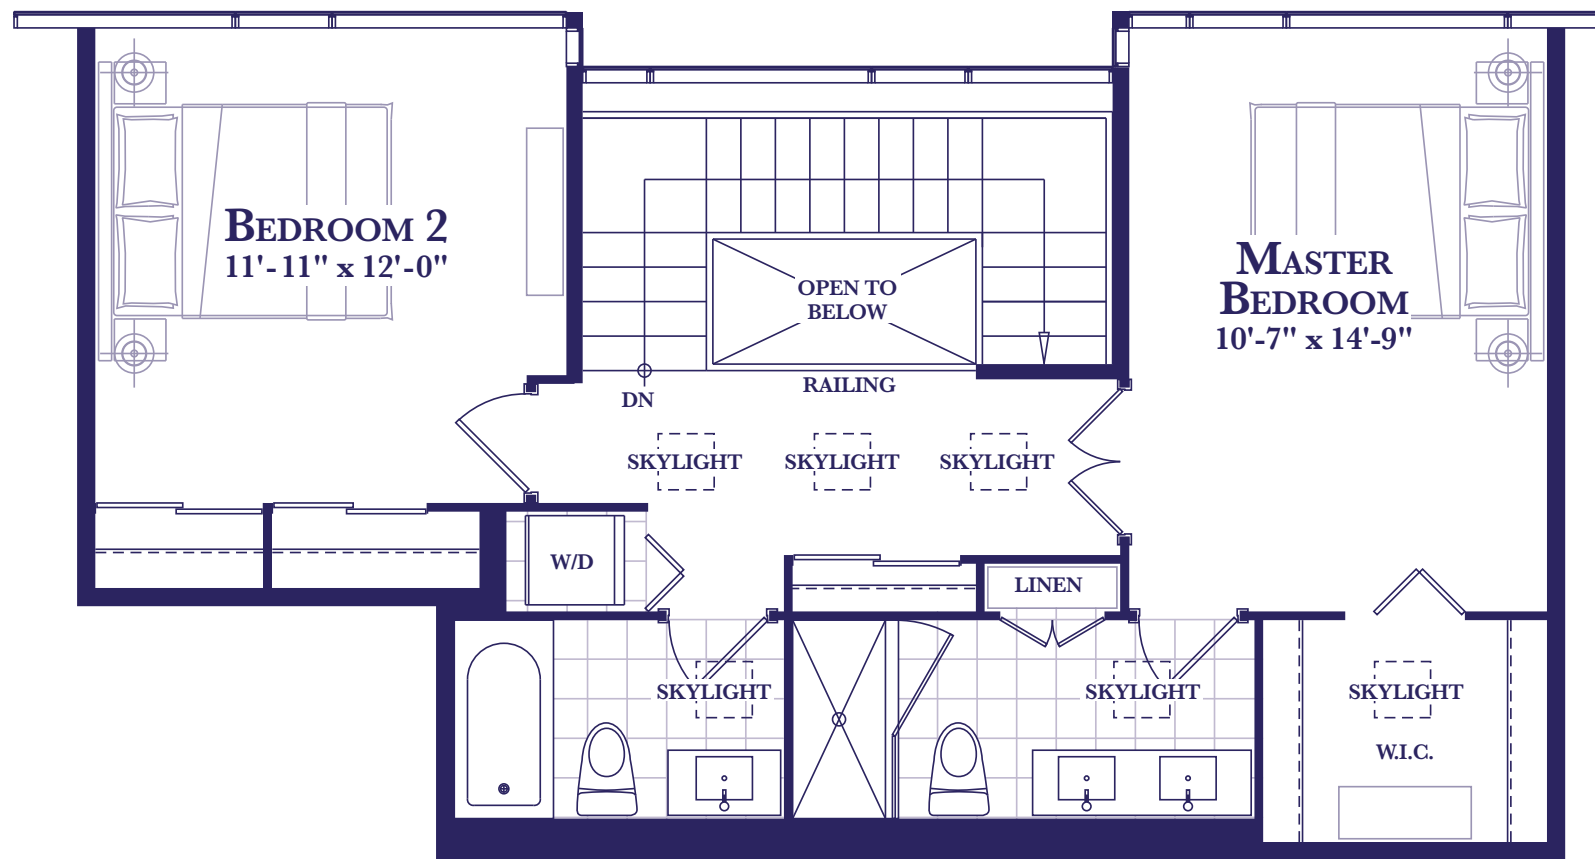 BEDROOM 2
11'-11" x 12'-0"
OPEN TO
BELOW
MASTER
BEDROOM
10'-7" x 14'-9"
RAILING
DN
SKYLIGHT
SKYLIGHT
SKYLIGHT
W/D
LINEN
SKYLIGHT
SKYLIGHT
SKYLIGHT
W.I.C.